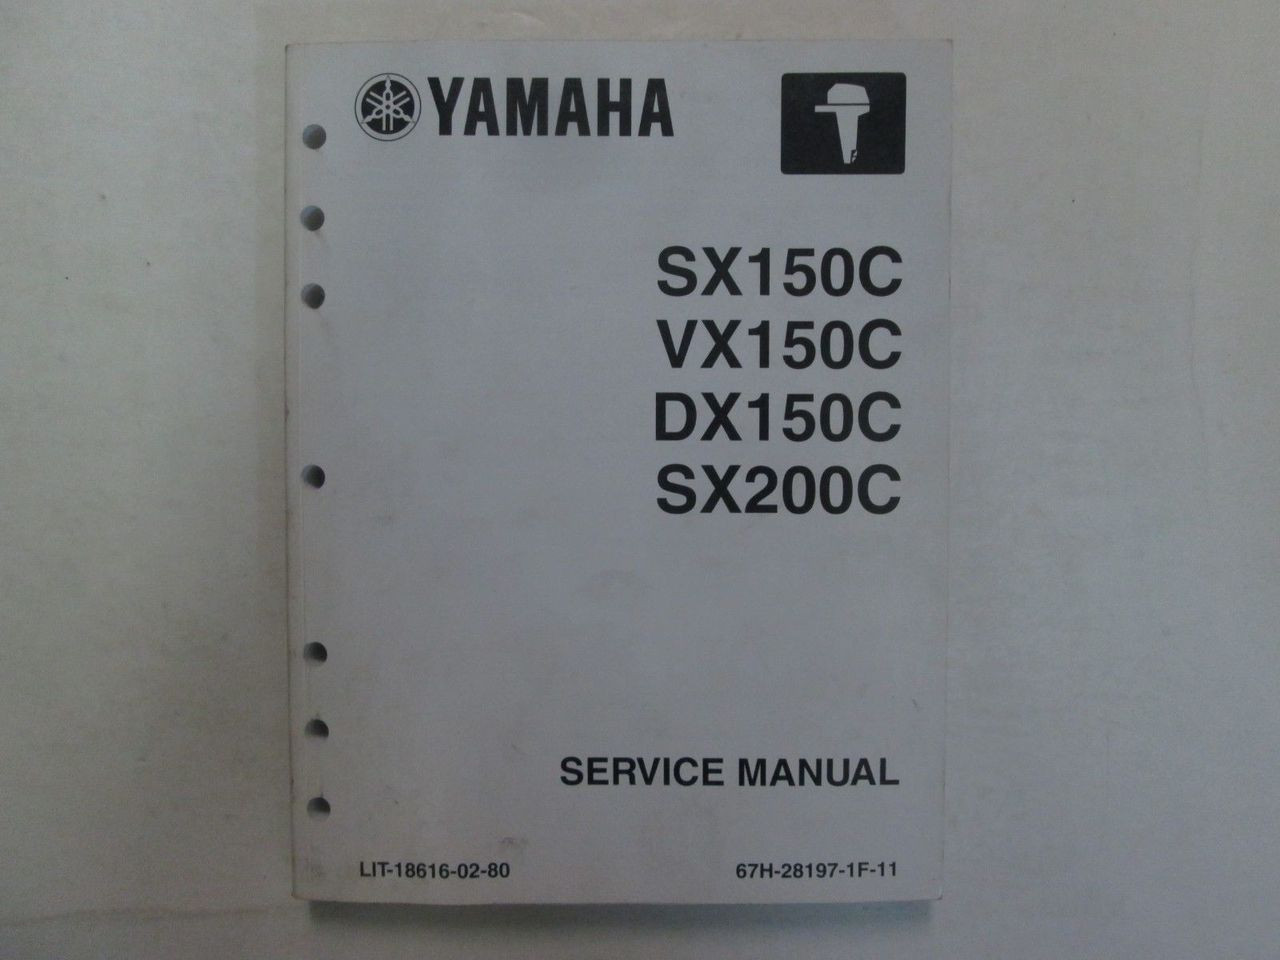 YAMAHA
SX150C
VX150C
DX150C
SX200C
SERVICE MANUAL
LIT-18616-02-80 67H-28197-1F-11